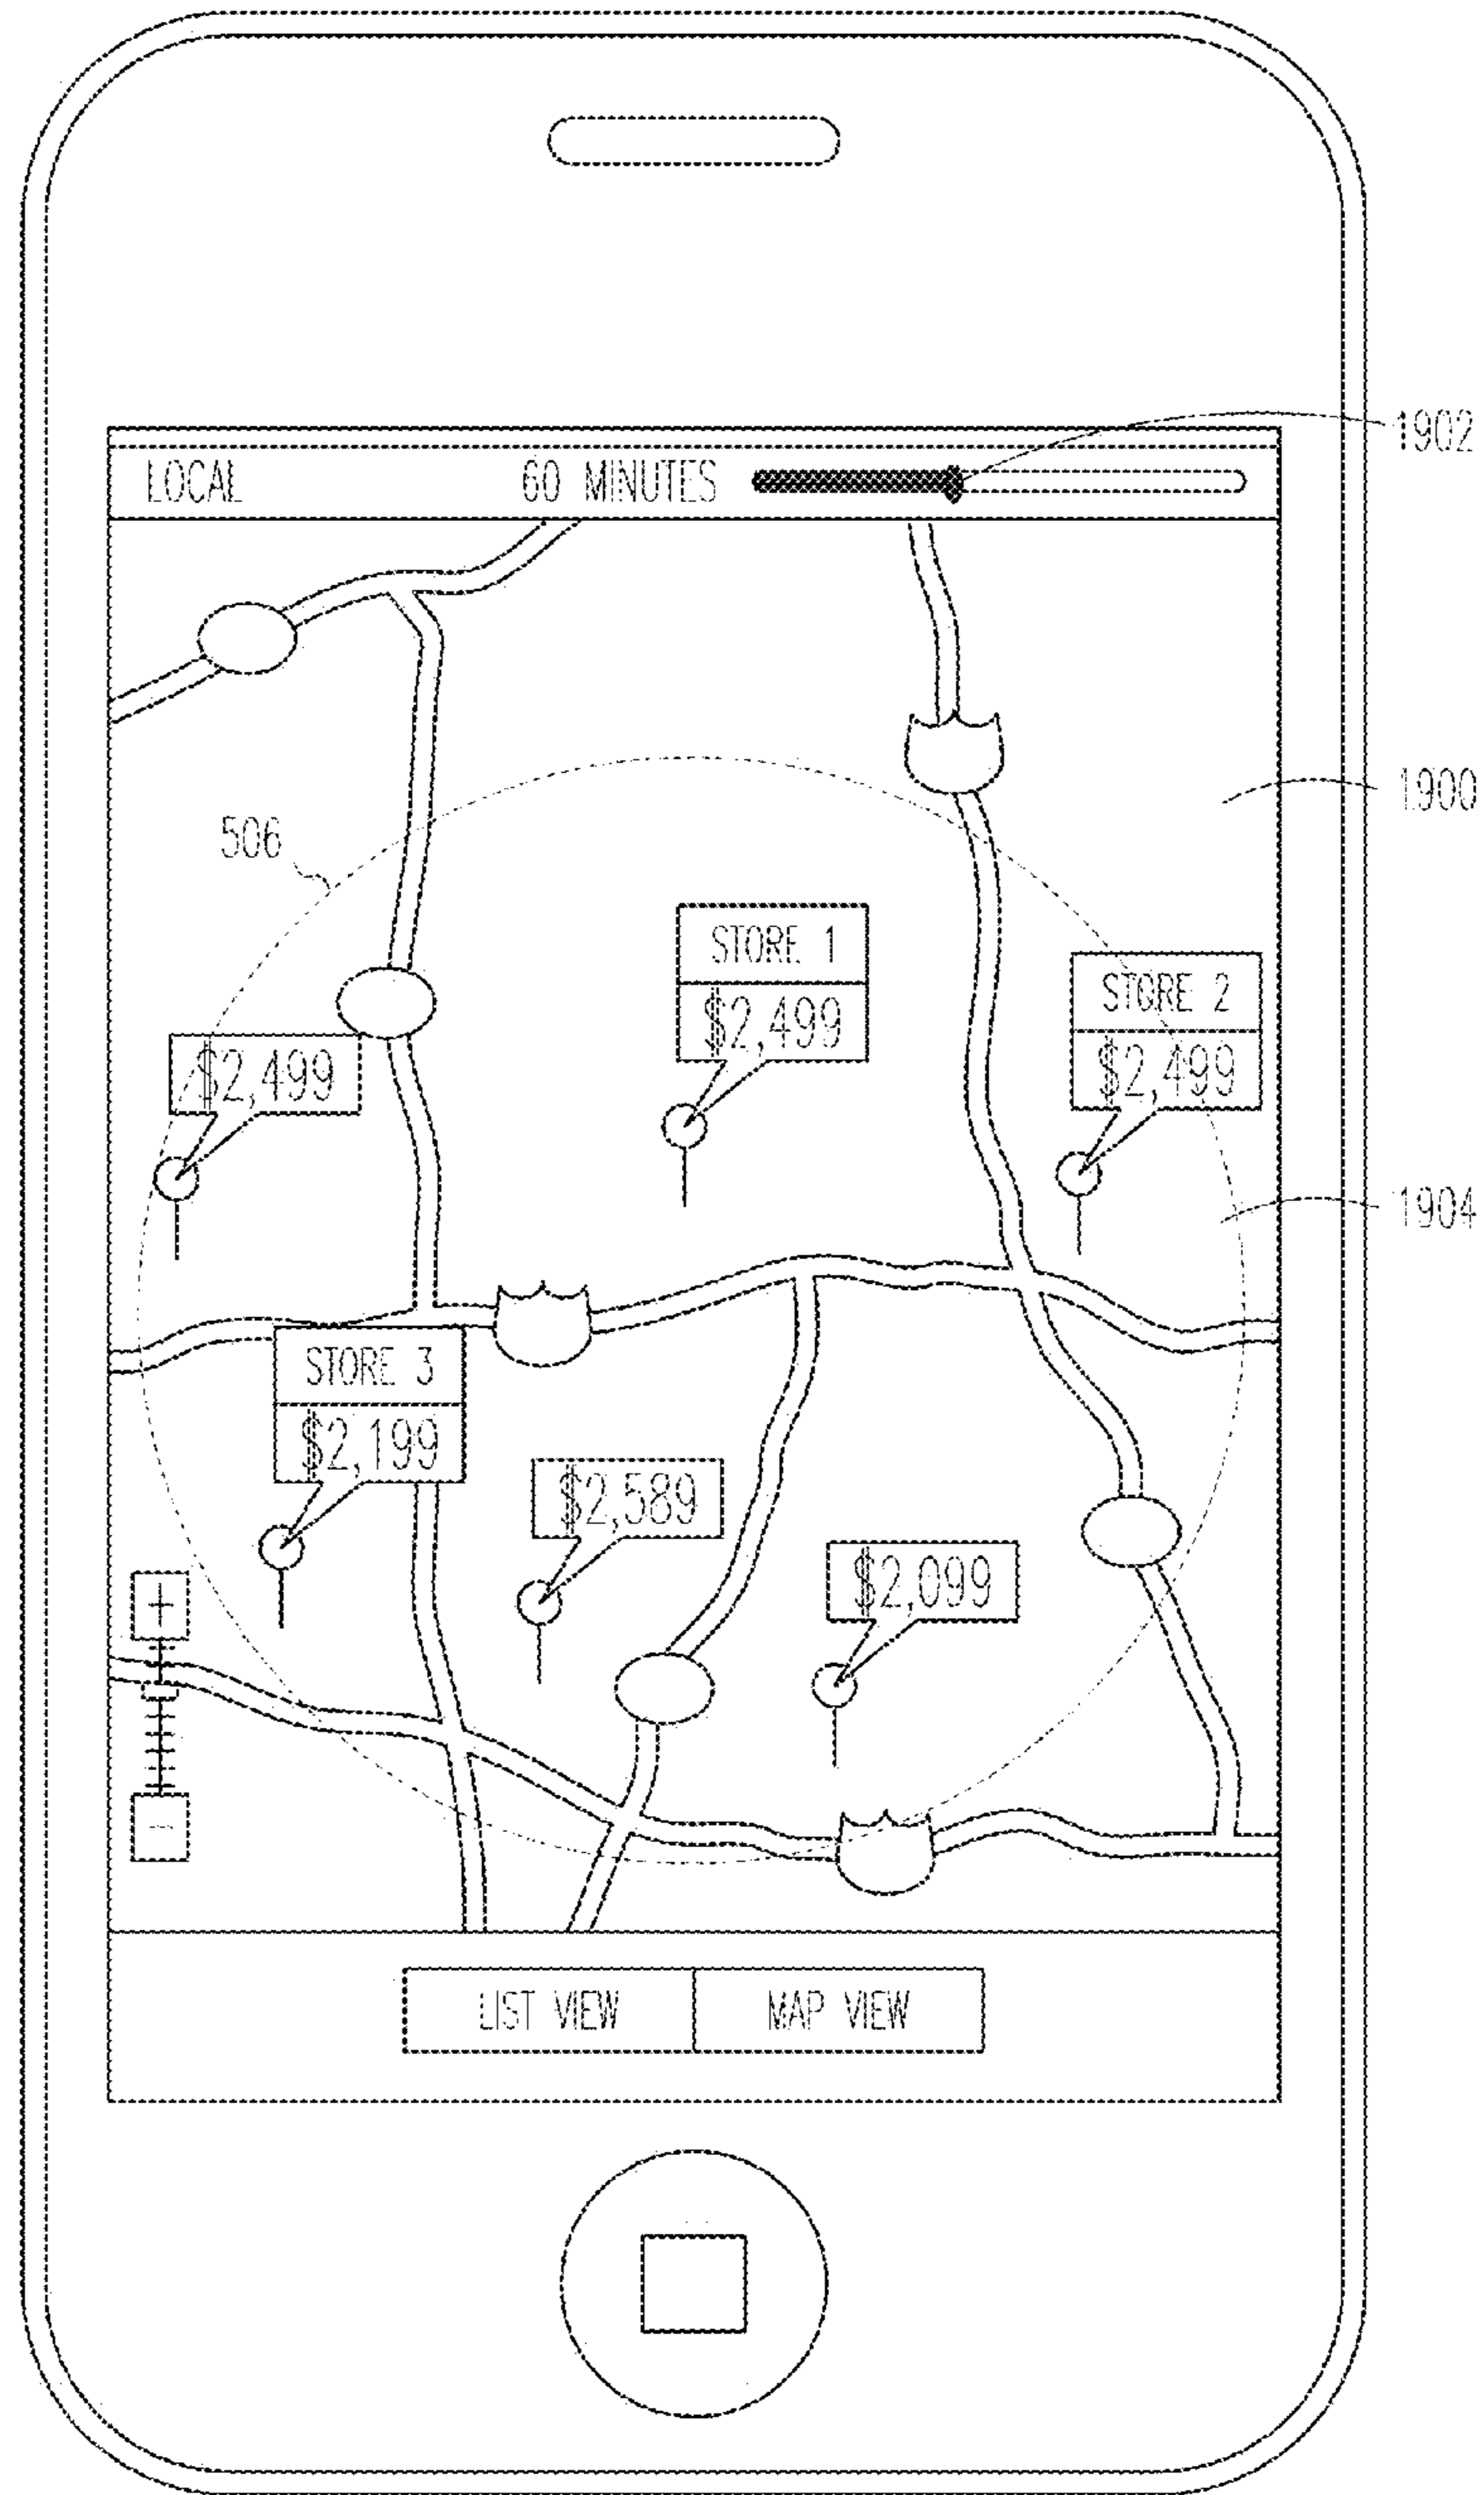 1902
LOCAL 60 MINUTES
1900
506
STORE 1
$2,499
STORE 2
$2,499
$2,499
1904
STORE 3
$2,199
$2,589
$2,099
+
−
LIST VIEW MAP VIEW